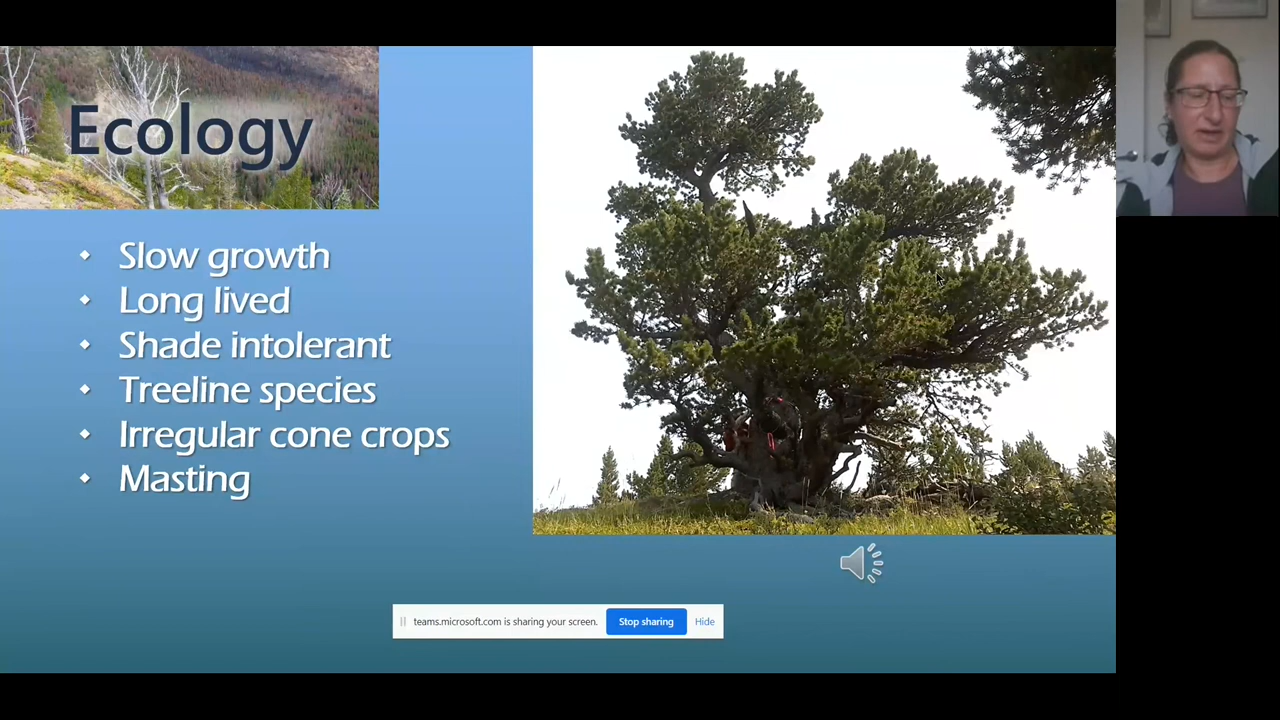 Ecology
Slow growth
Long lived
Shade intolerant
Treeline species
Irregular cone crops
Masting
teams.microsoft.com is sharing your screen. Stop sharing Hide